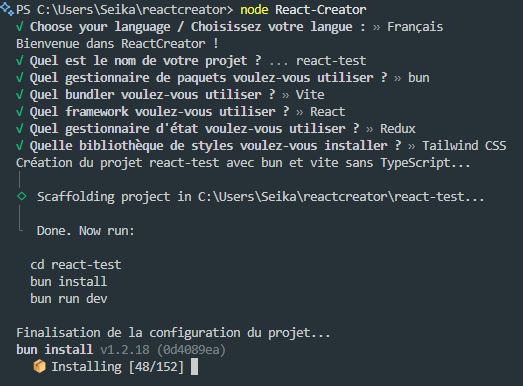 PS C:\Users\Seika\reactcreator> node React-Creator
√ Choose your language / Choisissez votre langue : » Français
Bienvenue dans ReactCreator !
√ Quel est le nom de votre projet ? ... react-test
√ Quel gestionnaire de paquets voulez-vous utiliser ? » bun
√ Quel bundler voulez-vous utiliser ? » Vite
√ Quel framework voulez-vous utiliser ? » React
√ Quel gestionnaire d'état voulez-vous utiliser ? » Redux
√ Quelle bibliothèque de styles voulez-vous installer ? » Tailwind CSS
Création du projet react-test avec bun et vite sans TypeScript...
Scaffolding project in C:\Users\Seika\reactcreator\react-test...
Done. Now run:
cd react-test
bun install
bun run dev
Finalisation de la configuration du projet...
bun install v1.2.18 (0d4089ea)
📦 Installing [48/152]